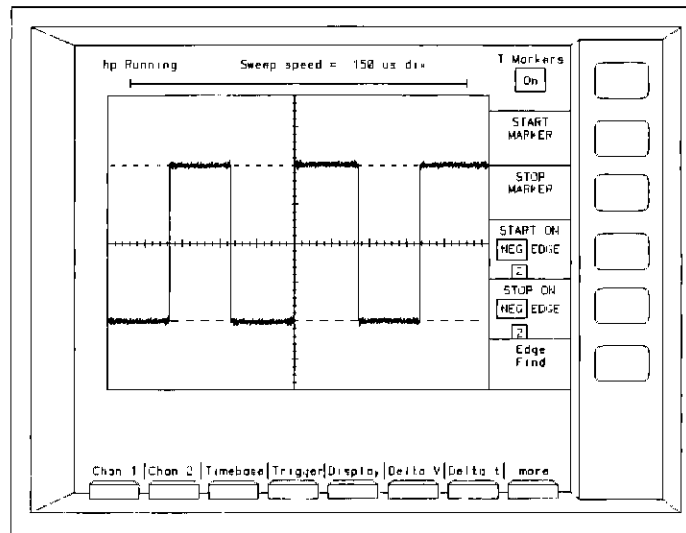 hp Running
Sweep speed = 150 us div
T Markers
On
START
MARKER
STOP
MARKER
START ON
NEG EDGE
2
STOP ON
NEG EDGE
2
Edge
Find
Chan 1 Chan 2 Timebase Trigger Display Delta V Delta t more